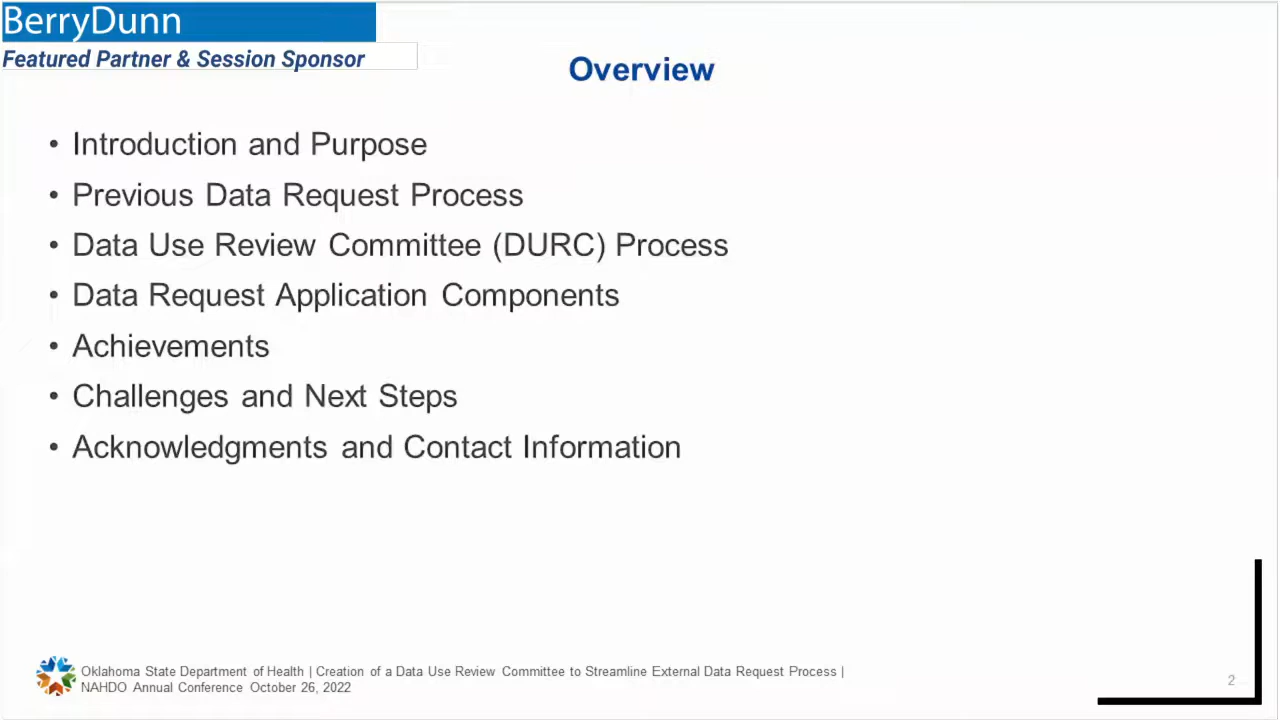 BerryDunn
Featured Partner & Session Sponsor
Overview
• Introduction and Purpose
• Previous Data Request Process
• Data Use Review Committee (DURC) Process
• Data Request Application Components
• Achievements
• Challenges and Next Steps
• Acknowledgments and Contact Information
Oklahoma State Department of Health | Creation of a Data Use Review Committee to Streamline External Data Request Process |
NAHDO Annual Conference October 26, 2022
2